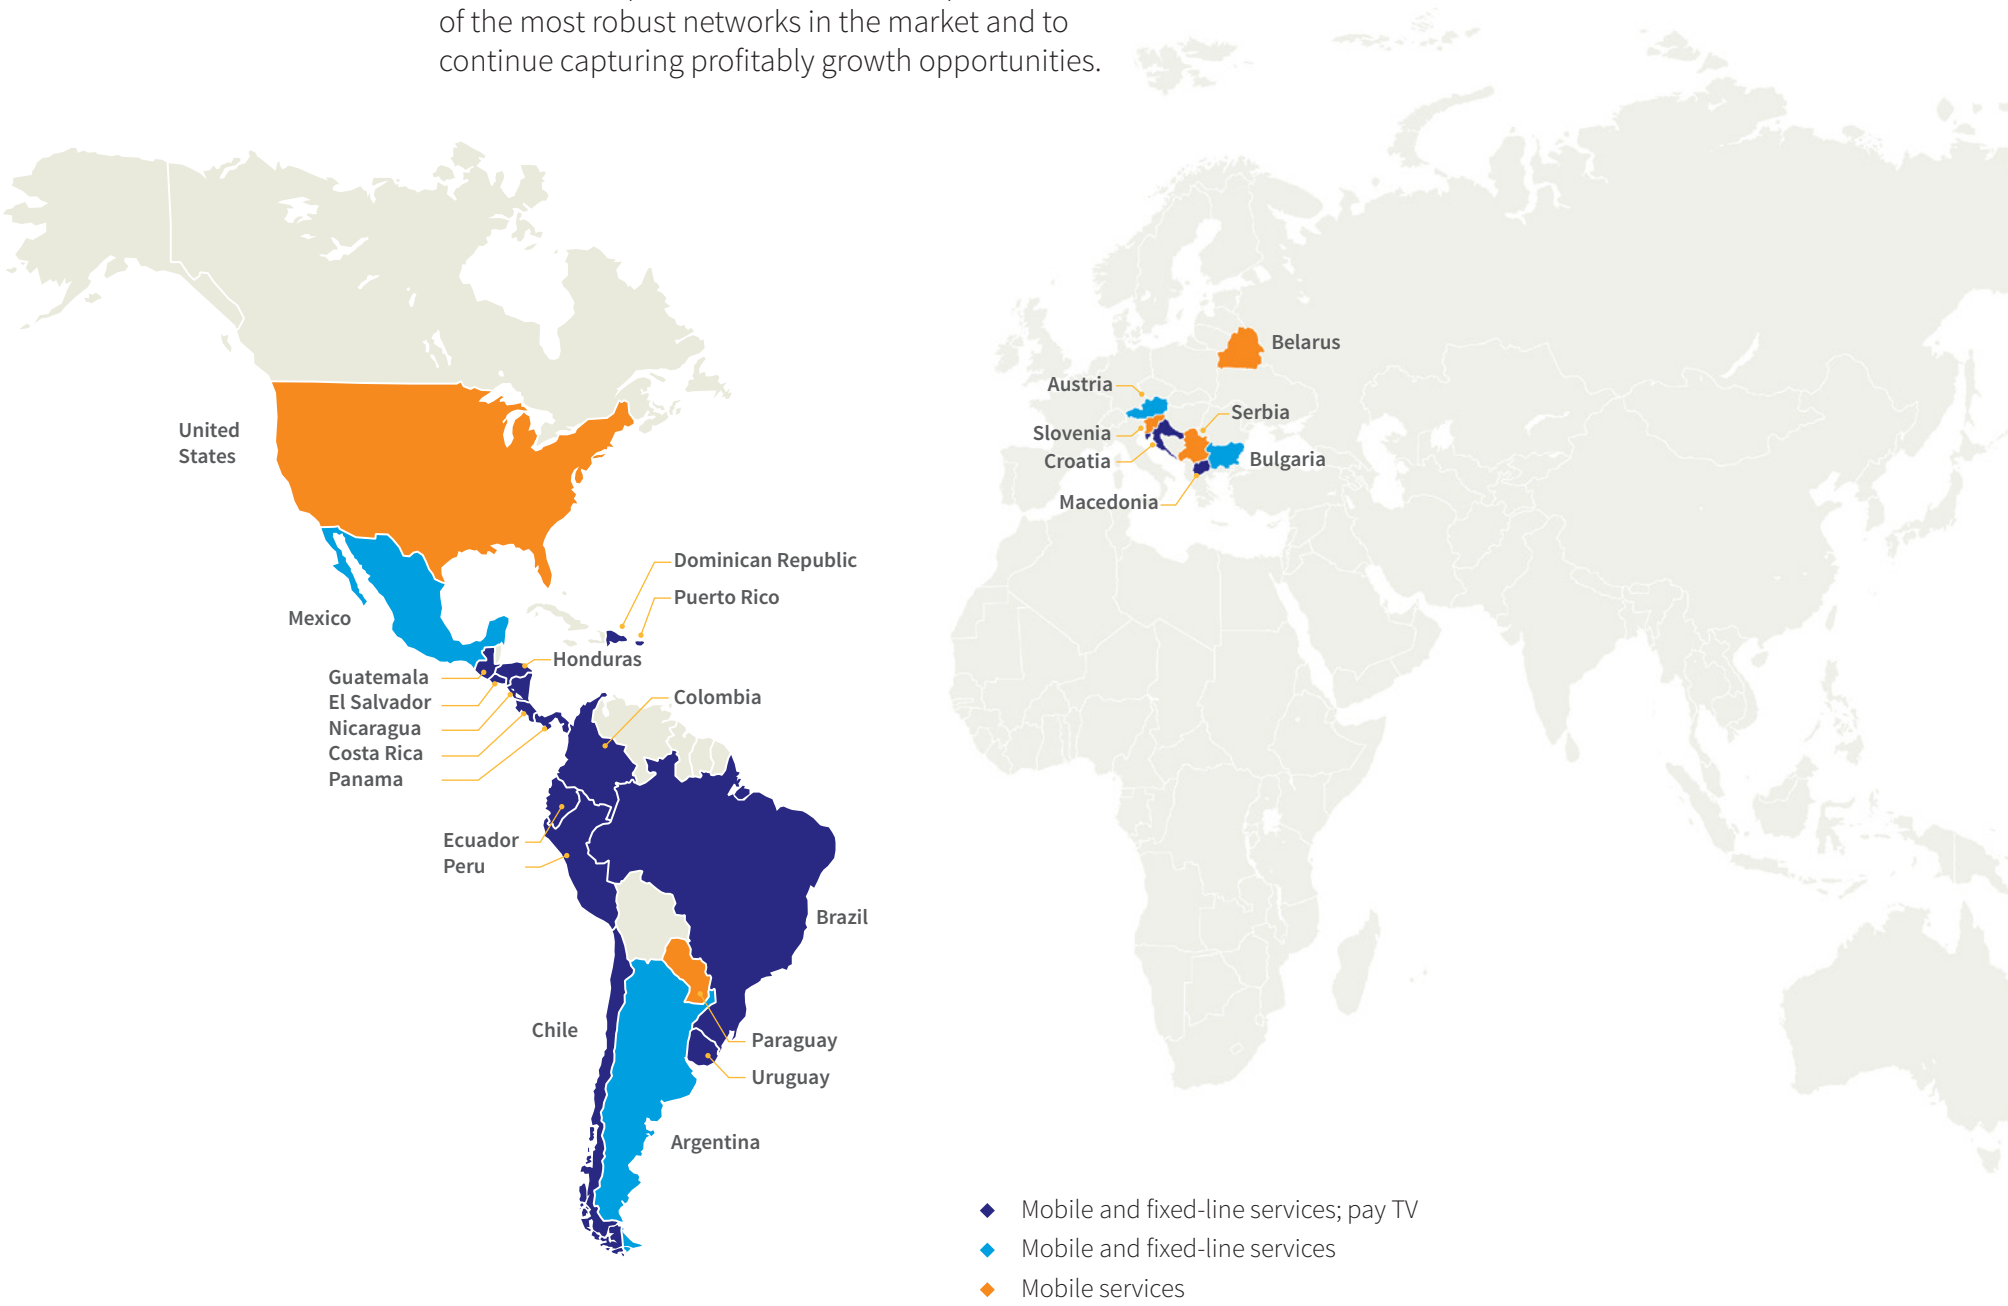 of the most robust networks in the market and to
continue capturing profitably growth opportunities.
Belarus
Austria
Serbia
Slovenia
Croatia
Bulgaria
Macedonia
United
States
Dominican Republic
Puerto Rico
Mexico
Honduras
Guatemala
El Salvador
Nicaragua
Costa Rica
Panama
Colombia
Ecuador
Peru
Brazil
Chile
Paraguay
Uruguay
Argentina
Mobile and fixed-line services; pay TV
Mobile and fixed-line services
Mobile services